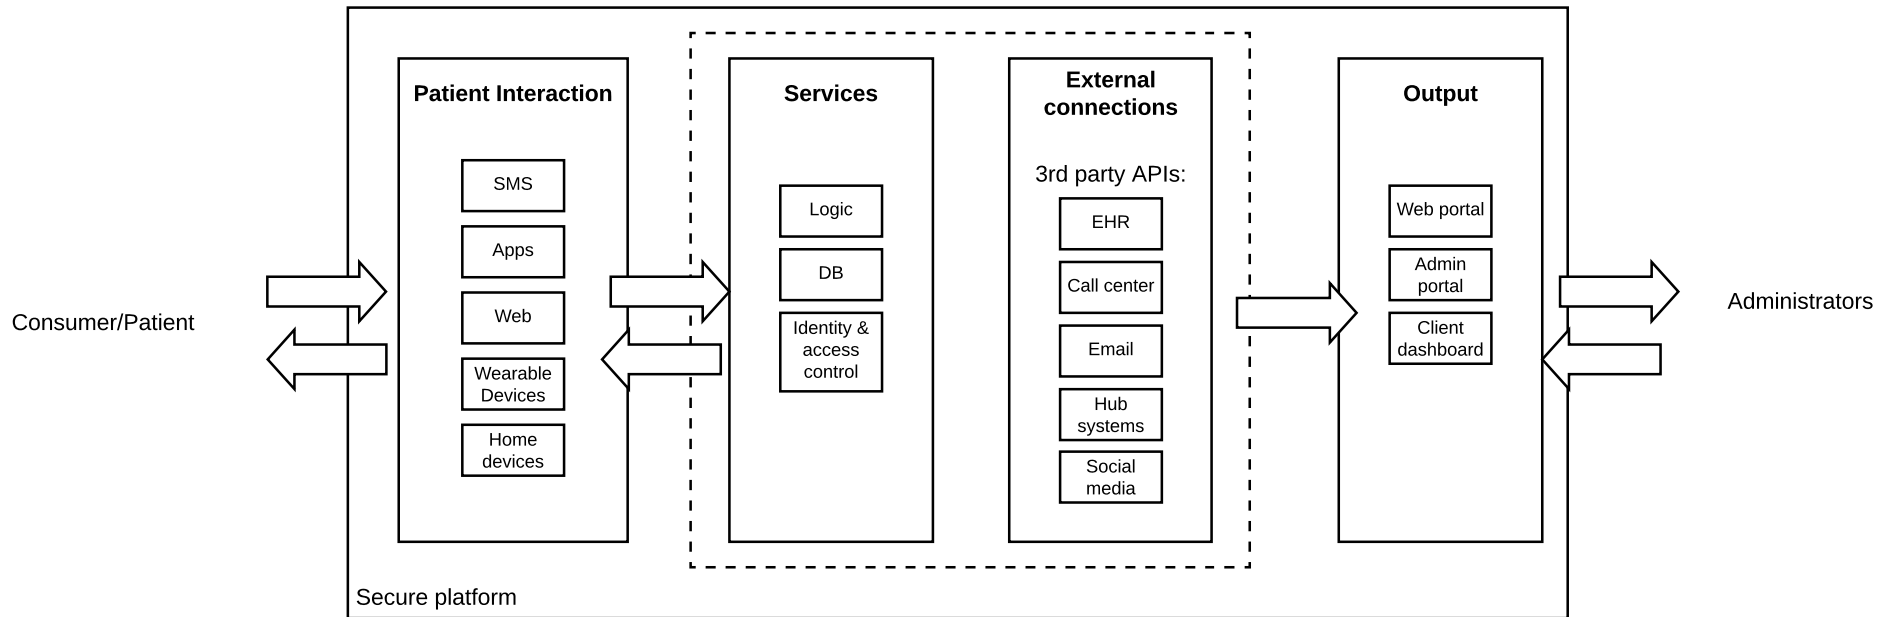 Consumer/Patient
Patient Interaction
SMS
Apps
Web
Wearable
Devices
Home
devices
Services
Logic
DB
Identity &
access
control
External
connections
3rd party APIs:
EHR
Call center
Email
Hub
systems
Social
media
Output
Web portal
Admin
portal
Client
dashboard
Administrators
Secure platform